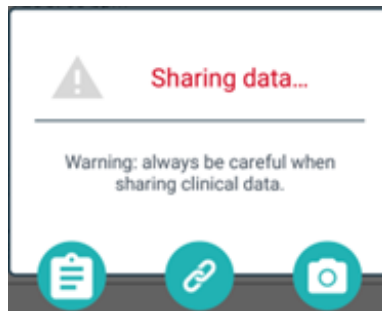 Sharing data...
Warning: always be careful when
sharing clinical data.